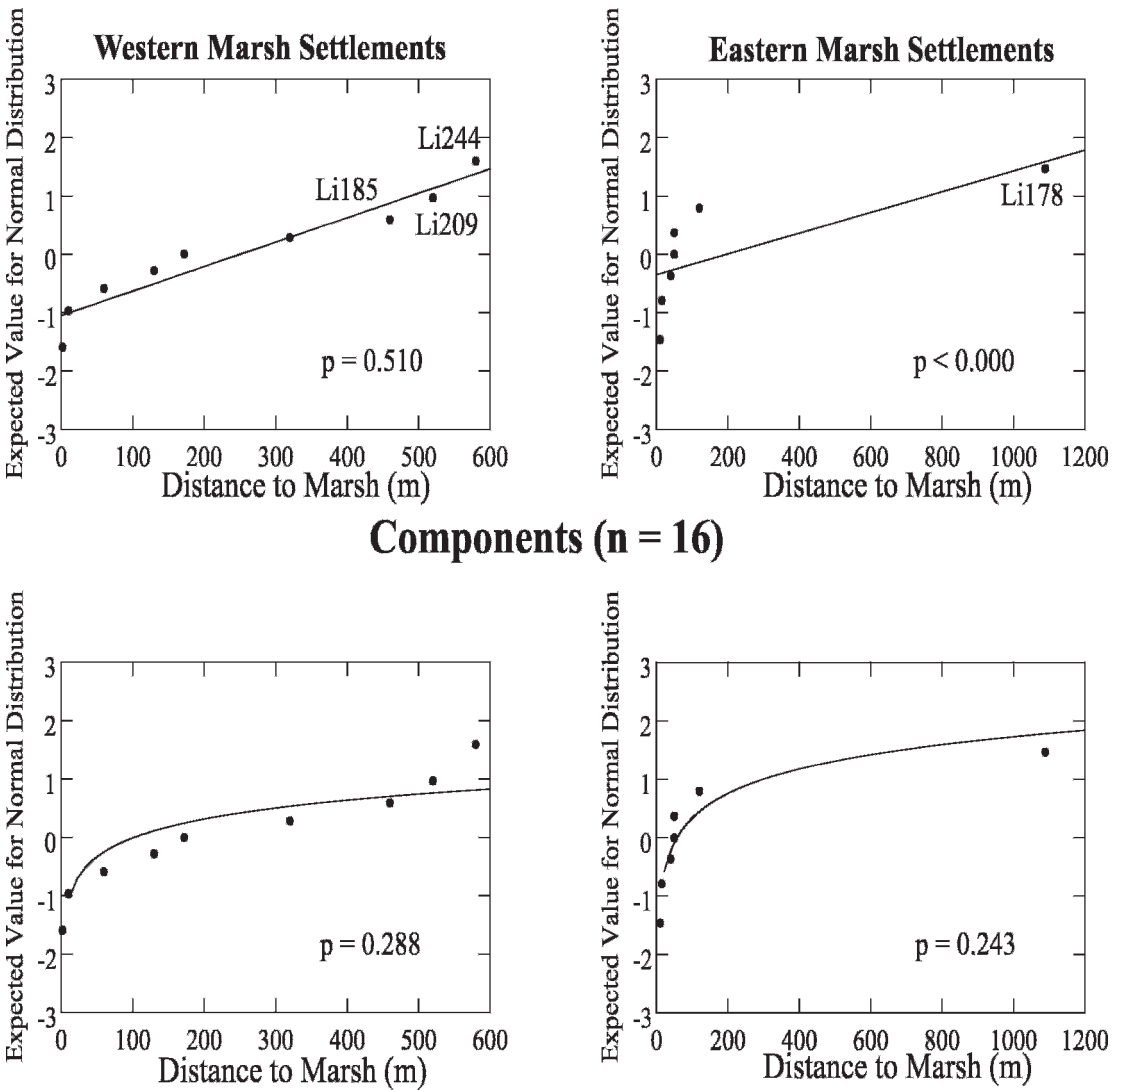 Western Marsh Settlements
Eastern Marsh Settlements
Expected Value for Normal Distribution
3
2
1
0
-1
-2
-3
Li244
Li185
Li209
p = 0.510
0 100 200 300 400 500 600
Distance to Marsh (m)
Expected Value for Normal Distribution
3
2
1
0
-1
-2
-3
Li178
p < 0.000
0 200 400 600 800 1000 1200
Distance to Marsh (m)
Components (n = 16)
Expected Value for Normal Distribution
3
2
1
0
-1
-2
-3
p = 0.288
0 100 200 300 400 500 600
Distance to Marsh (m)
Expected Value for Normal Distribution
3
2
1
0
-1
-2
-3
p = 0.243
0 200 400 600 800 1000 1200
Distance to Marsh (m)